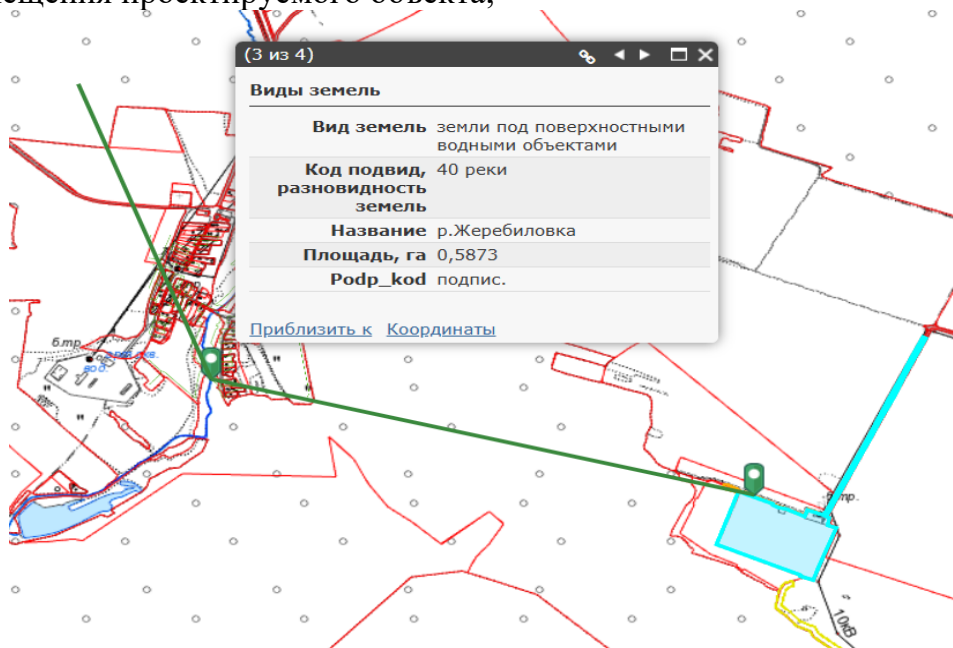 ещения проектируемого объекта,
(3 из 4)
Виды земель
Вид земель земли под поверхностными
водными объектами
Код подвид, 40 реки
разновидность
земель
Название р.Жеребиловка
Площадь, га 0,5873
Podp_kod подпис.
Приблизить к Координаты
б.тр.
во0.
б.тр.
10кВ